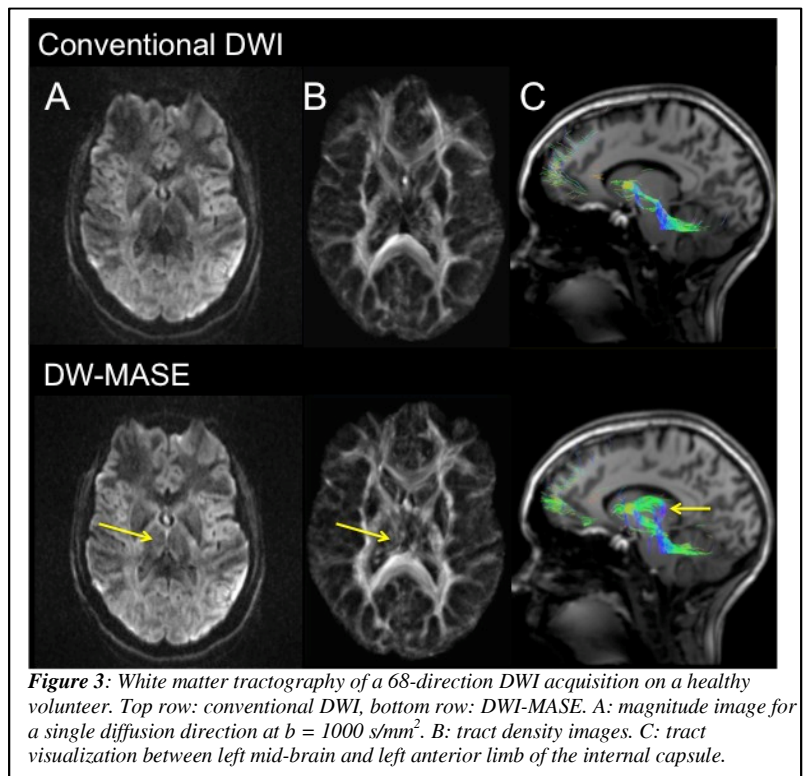 Conventional DWI
A B C
DW-MASE
Figure 3: White matter tractography of a 68-direction DWI acquisition on a healthy
volunteer. Top row: conventional DWI, bottom row: DWI-MASE. A: magnitude image for
a single diffusion direction at b = 1000 s/mm². B: tract density images. C: tract
visualization between left mid-brain and left anterior limb of the internal capsule.